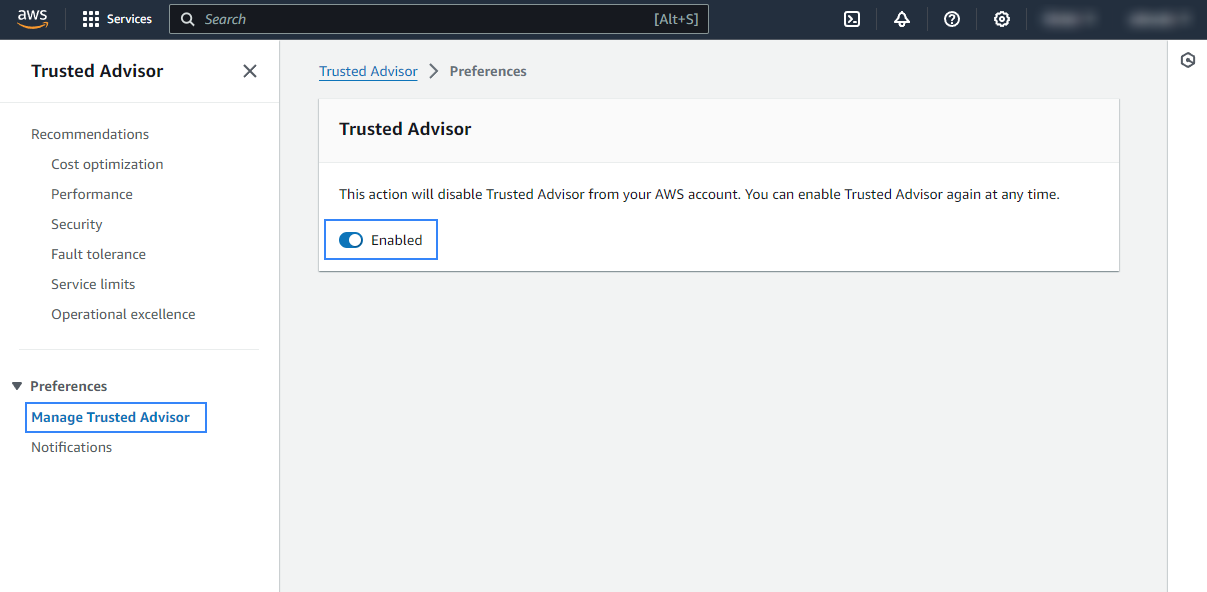 aws
Services
Search
[Alt+S]
Trusted Advisor
Recommendations
Cost optimization
Performance
Security
Fault tolerance
Service limits
Operational excellence
Preferences
Manage Trusted Advisor
Notifications
Trusted Advisor
Preferences
Trusted Advisor
This action will disable Trusted Advisor from your AWS account. You can enable Trusted Advisor again at any time.
Enabled